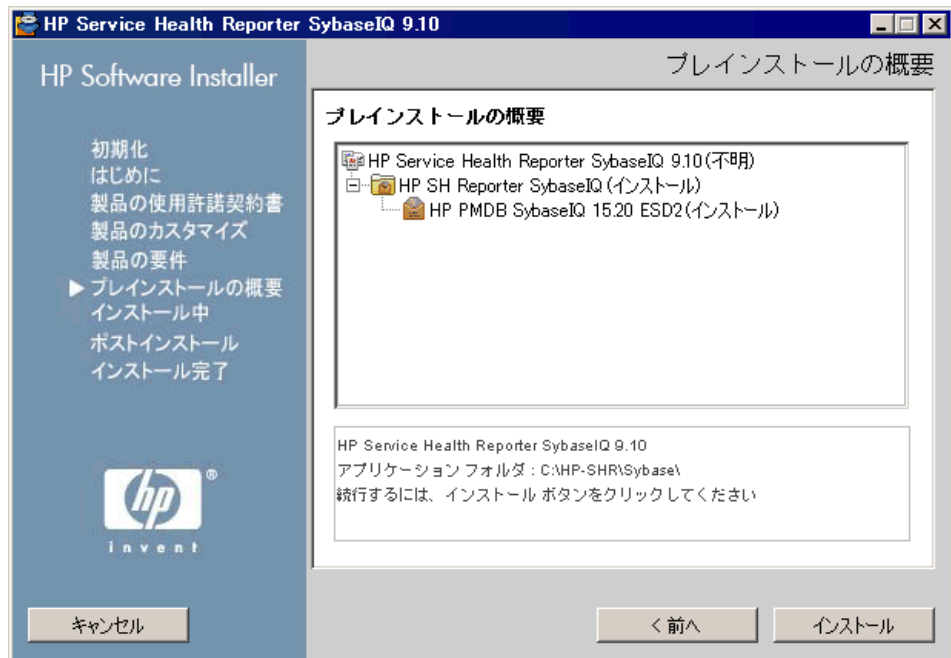 HP Service Health Reporter SybaseIQ 9.10
HP Software Installer
プレインストールの概要
初期化
はじめに
製品の使用許諾契約書
製品のカスタマイズ
製品の要件
プレインストールの概要
インストール中
ポストインストール
インストール完了
hp
®
invent
プレインストールの概要
HP Service Health Reporter SybaseIQ 9.10(不明)
HP SH Reporter SybaseIQ (インストール)
HP PMDB SybaseIQ 15.20 ESD2(インストール)
HP Service Health Reporter SybaseIQ 9.10
アプリケーション フォルダ : C:\HP-SHR\Sybase\
続行するには、インストール ボタンをクリックしてください
キャンセル
< 前へ
インストール